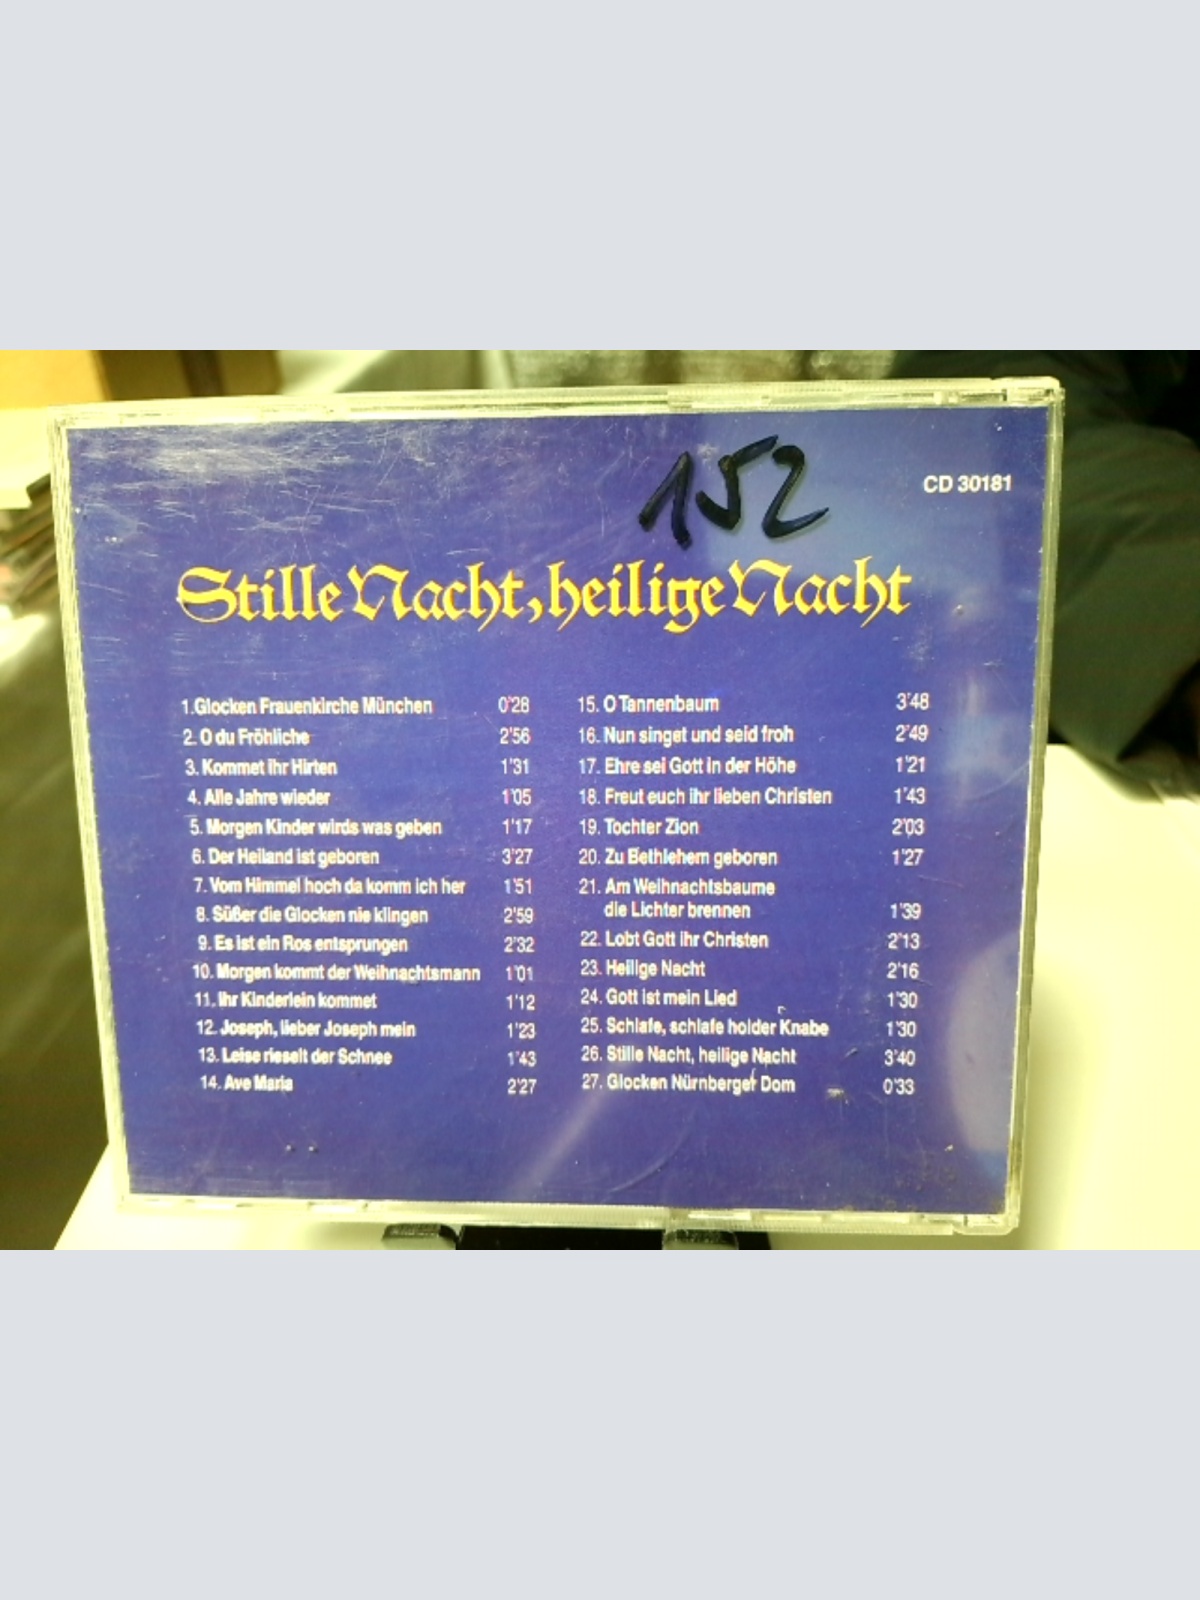 152
CD 30181
Stille Nacht, heilige Nacht
1. Glocken Frauenkirche München 0'28
2. O du Fröhliche 2'56
3. Kommet ihr Hirten 1'31
4. Alle Jahre wieder 1'05
5. Morgen Kinder wirds was geben 1'17
6. Der Heiland ist geboren 3'27
7. Vom Himmel hoch da komm ich her 1'51
8. Süßer die Glocken nie klingen 2'59
9. Es ist ein Ros entsprungen 2'32
10. Morgen kommt der Weihnachtsmann 1'01
11. Ihr Kinderlein kommet 1'12
12. Joseph, lieber Joseph mein 1'23
13. Leise rieselt der Schnee 1'43
14. Ave Maria 2'27
15. O Tannenbaum 3'48
16. Nun singet und seid froh 2'49
17. Ehre sei Gott in der Höhe 1'21
18. Freut euch ihr lieben Christen 1'43
19. Tochter Zion 2'03
20. Zu Bethlehem geboren 1'27
21. Am Weihnachtsbaume
die Lichter brennen 1'39
22. Lobt Gott ihr Christen 2'13
23. Heilige Nacht 2'16
24. Gott ist mein Lied 1'30
25. Schlafe, schlafe holder Knabe 1'30
26. Stille Nacht, heilige Nacht 3'40
27. Glocken Nürnberger Dom 0'33